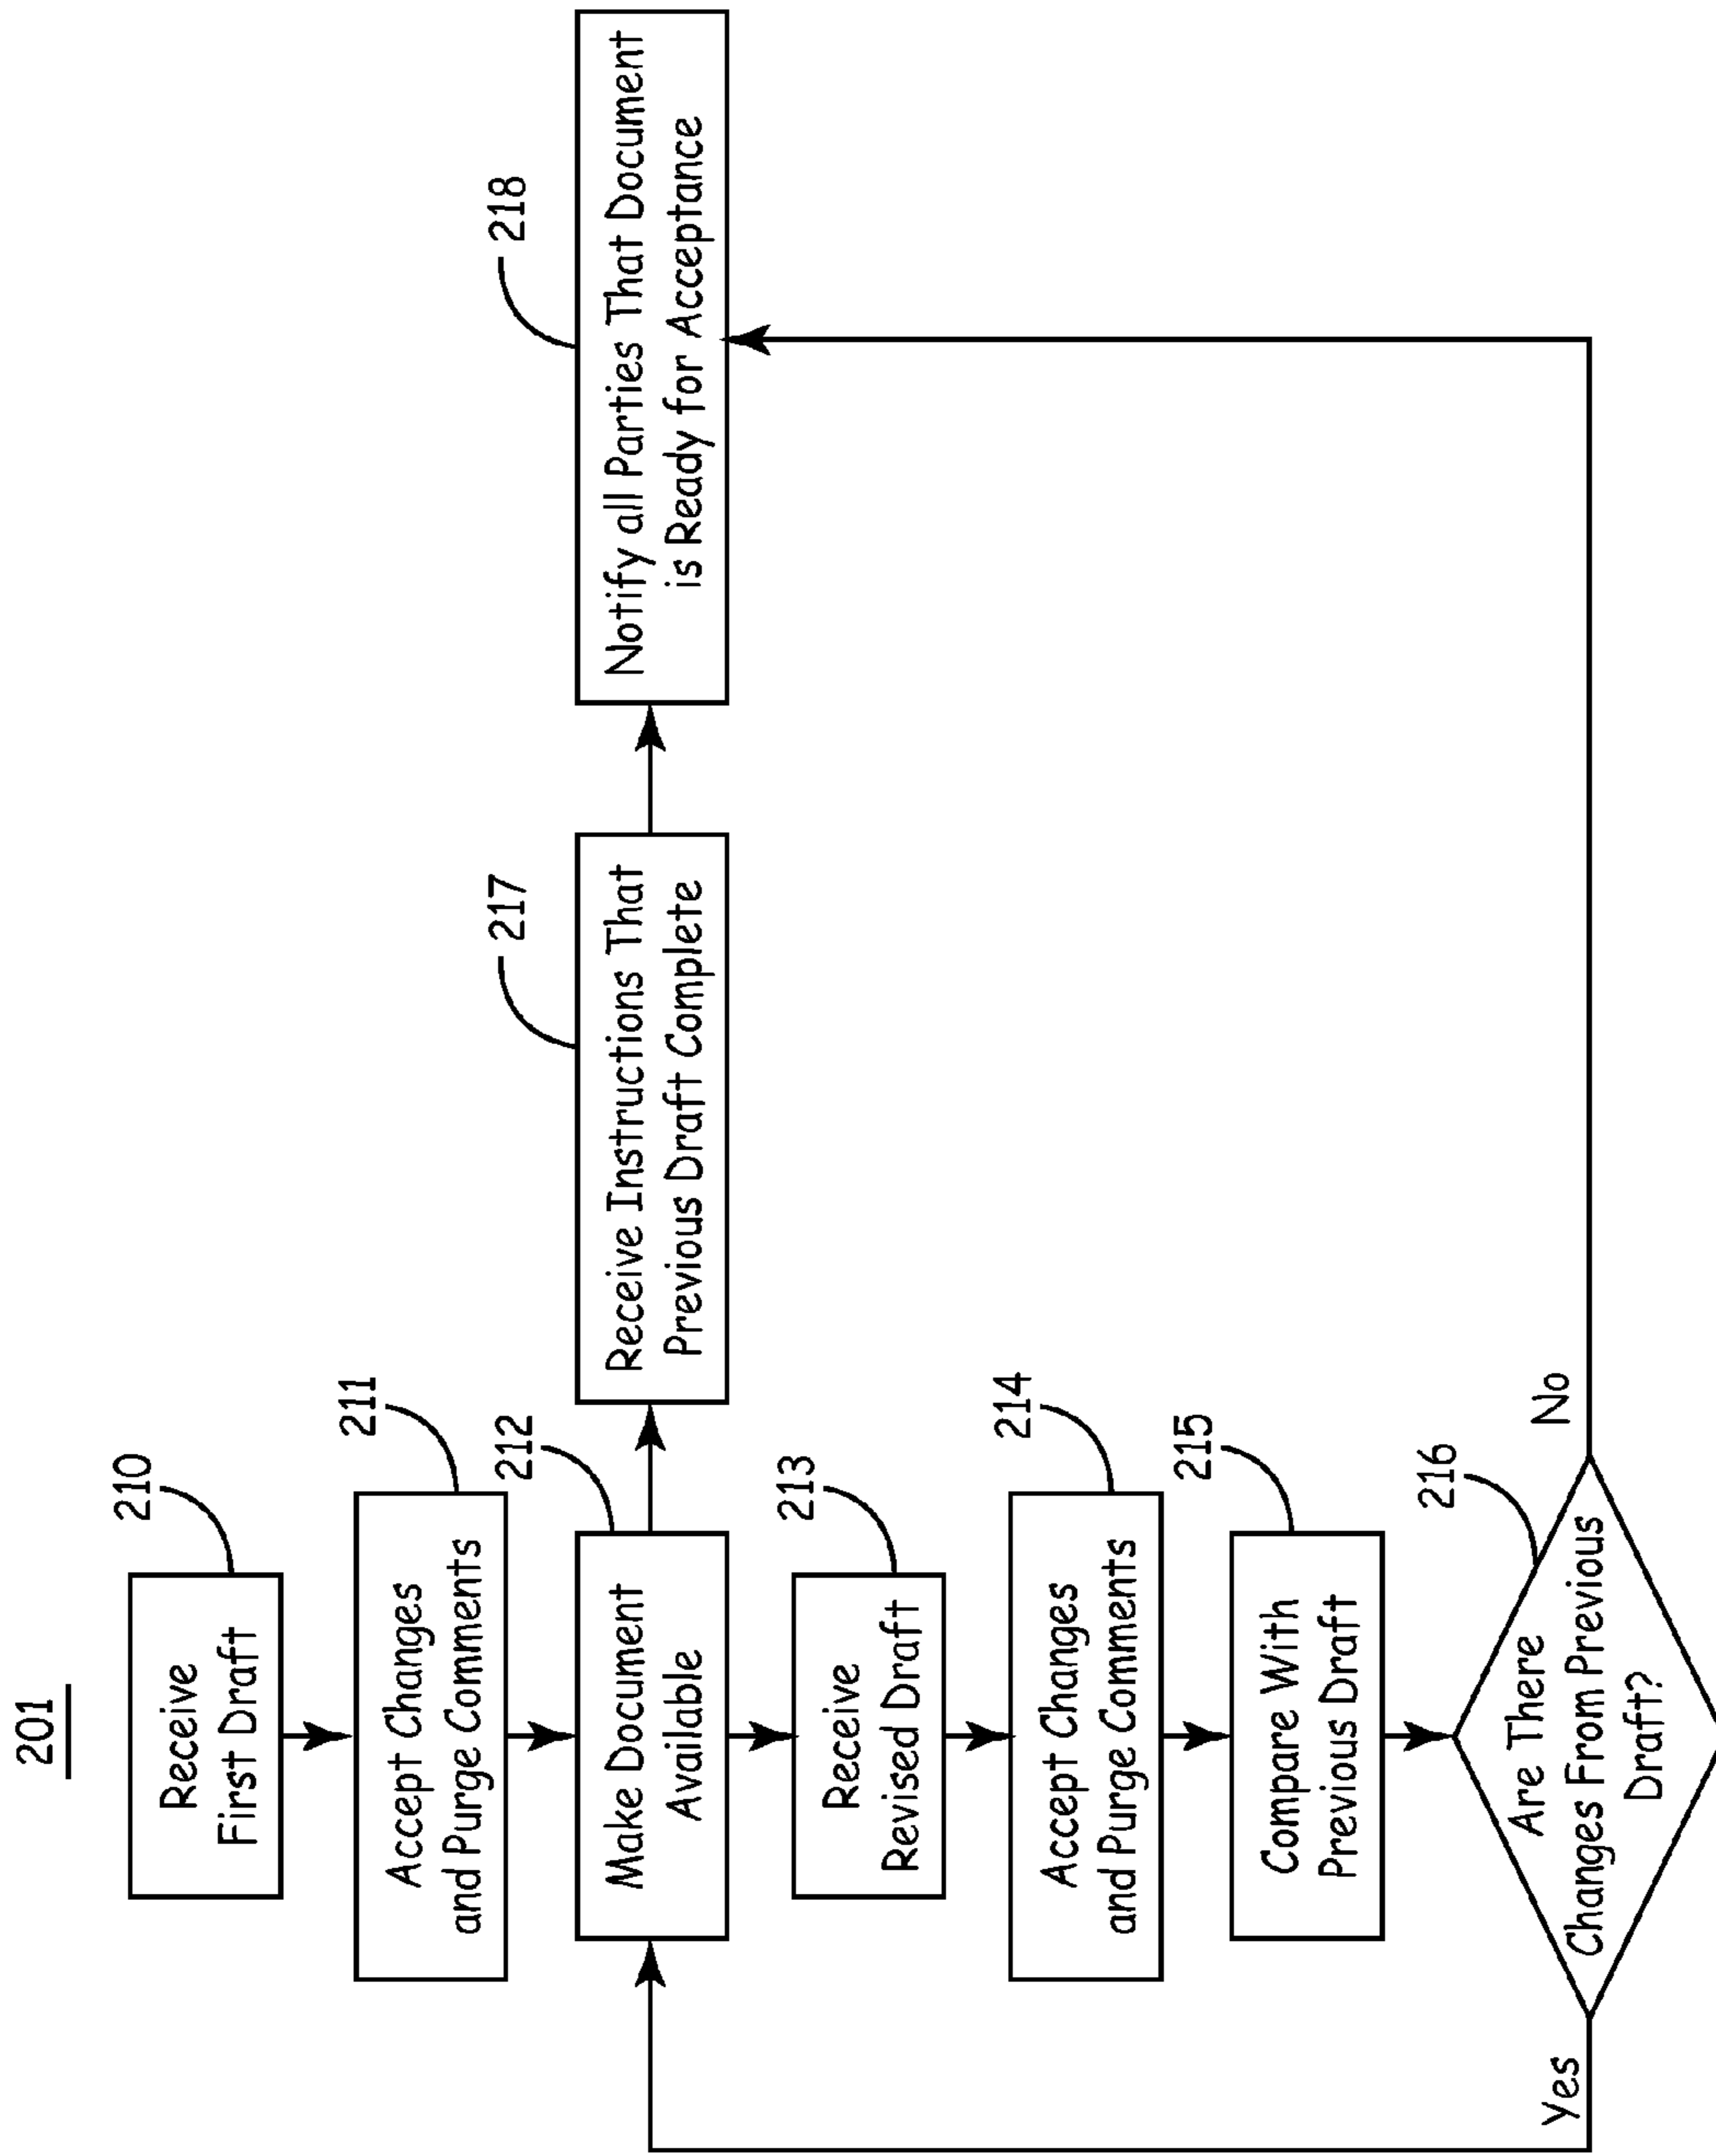 201
210
Receive
First Draft
211
Accept Changes
and Purge Comments
212
Make Document
Available
217
Receive Instructions That
Previous Draft Complete
218
Notify all Parties That Document
is Ready for Acceptance
213
Receive
Revised Draft
214
Accept Changes
and Purge Comments
215
Compare With
Previous Draft
216
Are There
Changes From Previous
Draft?
Yes
No